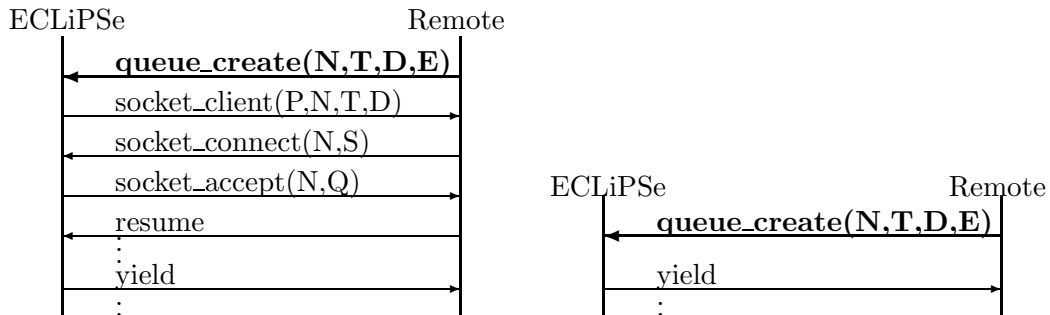 ECLiPSe Remote
queue_create(N,T,D,E)
socket_client(P,N,T,D)
socket_connect(N,S)
socket_accept(N,Q)
resume
yield
ECLiPSe Remote
queue_create(N,T,D,E)
yield